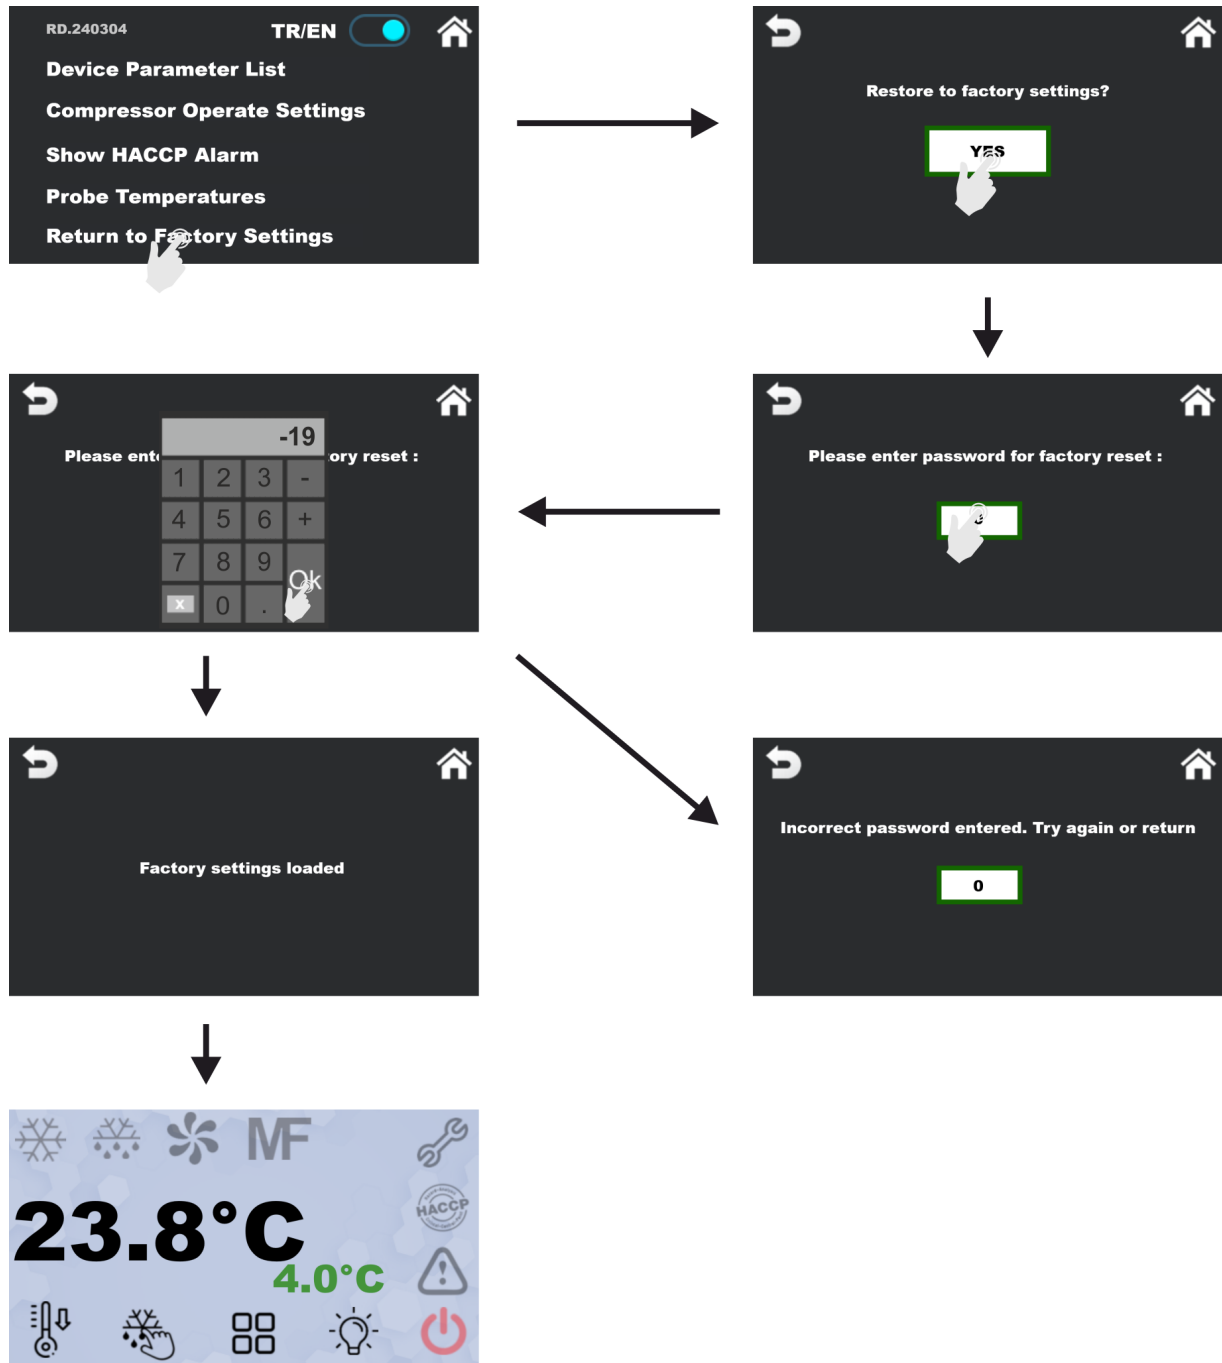 RD.240304 TR/EN
Device Parameter List
Compressor Operate Settings
Show HACCP Alarm
Probe Temperatures
Return to Factory Settings
Restore to factory settings?
YES
Please enter password for factory reset :
-19
Please ente ory reset :
1 2 3 -
4 5 6 +
7 8 9
Ok
x 0 .
Factory settings loaded
Incorrect password entered. Try again or return
0
MF
HACCP
23.8°C
4.0°C